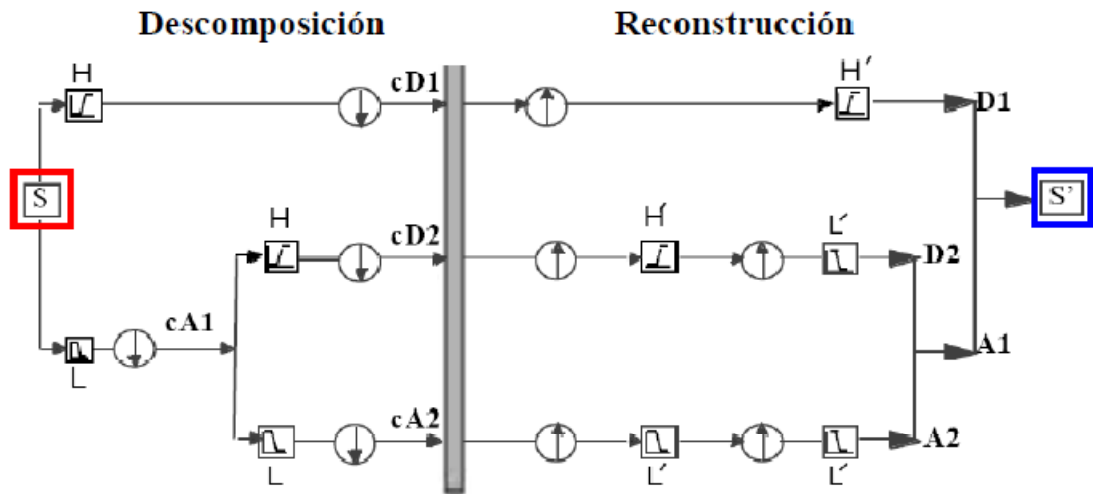 Descomposición Reconstrucción
H cD1 H′ D1
S S’
H cD2 H′ L′ D2
cA1 A1
L
cA2 A2
L L′ L′